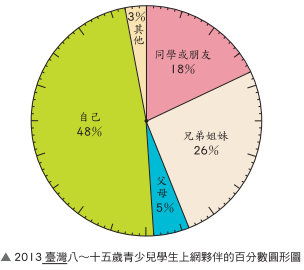 3%
其他
同學或朋友
18%
自己
48%
兄弟姐妹
26%
父母
5%
▲ 2013 臺灣八～十五歲青少兒學生上網夥伴的百分數圓形圖